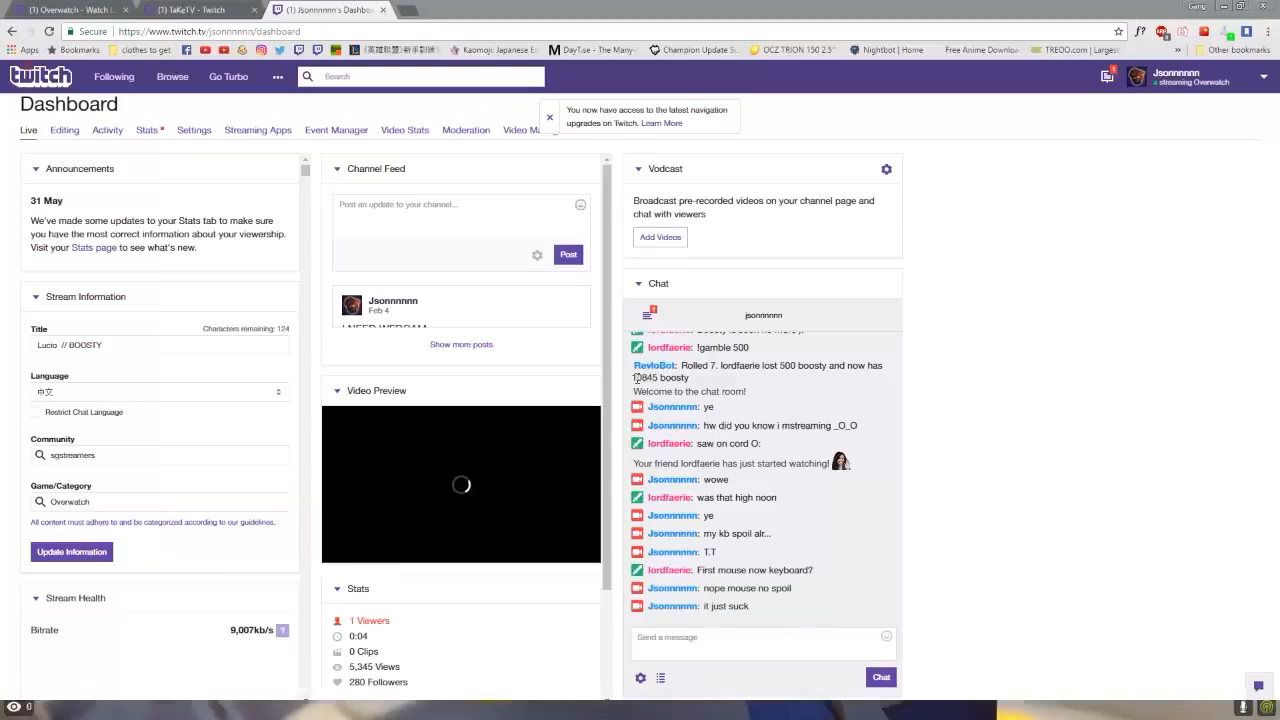 (1) Overwatch - Watch L
(1) TaKeTV - Twitch
(1) Jsonnnnnn's Dashboard
Gang
Secure
https://www.twitch.tv/jsonnnnnn/dashboard
Apps
Bookmarks
clothes to get
DayT.se - The Ma
Champion Update S
OCZ TRION 150 2.5"
Nightbot | Home
Free Anime Downlo
TREOO.com
Other bookmarks
twitch
Following
Browse
Go Turbo
Search
Jsonnnnnn
streaming Overwatch
Dashboard
You now have access to the latest navigation
upgrades on Twitch. Learn More
Live
Editing
Activity
Stats
Settings
Streaming Apps
Event Manager
Video Stats
Moderation
Video Ma
Announcements
31 May
We've made some updates to your Stats tab to make sure
you have the most correct information about your viewership.
Visit your Stats page to see what's new.
Stream Information
Title
Characters remaining: 124
Lucio // BOOSTY
Language
中文
Restrict Chat Language
Community
sgstreamers
Game/Category
Overwatch
All content must adhere to and be categorized according to our guidelines.
Update Information
Stream Health
Bitrate
9,007kb/s ?
Channel Feed
Post an update to your channel...
Post
Jsonnnnnn
Feb 4
I NEED WEBCAM
Show more posts
Video Preview
Stats
1 Viewers
0:04
0 Clips
5,345 Views
280 Followers
Vodcast
Broadcast pre-recorded videos on your channel page and
chat with viewers
Add Videos
Chat
jsonnnnnn
lordfaerie: !gamble 500
RevloBot: Rolled 7. lordfaerie lost 500 boosty and now has
10845 boosty
Welcome to the chat room!
Jsonnnnnn: ye
Jsonnnnnn: hw did you know i mstreaming _O_O
lordfaerie: saw on cord O:
Your friend lordfaerie has just started watching!
Jsonnnnnn: wowe
lordfaerie: was that high noon
Jsonnnnnn: ye
Jsonnnnnn: my kb spoil alr...
Jsonnnnnn: T.T
lordfaerie: First mouse now keyboard?
Jsonnnnnn: nope mouse no spoil
Jsonnnnnn: it just suck
Send a message
Chat
0